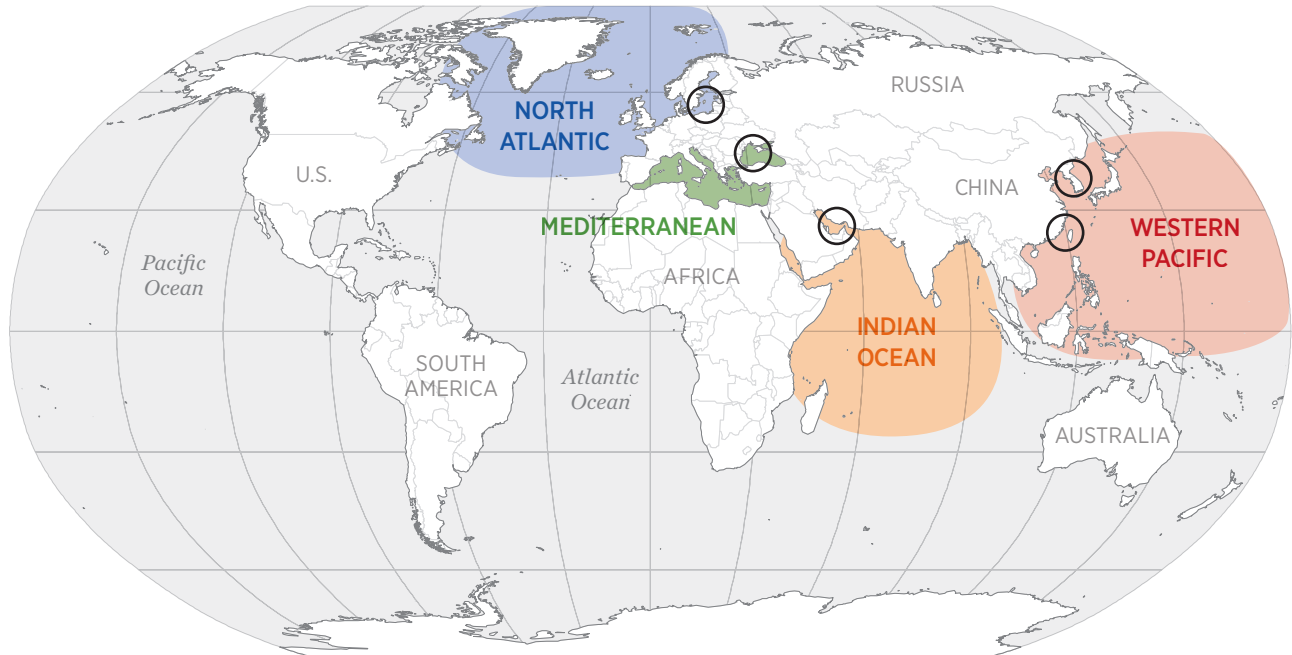 RUSSIA
NORTH
ATLANTIC
U.S.
CHINA
MEDITERRANEAN
WESTERN
PACIFIC
Pacific
Ocean
AFRICA
INDIAN
OCEAN
SOUTH
AMERICA
Atlantic
Ocean
AUSTRALIA